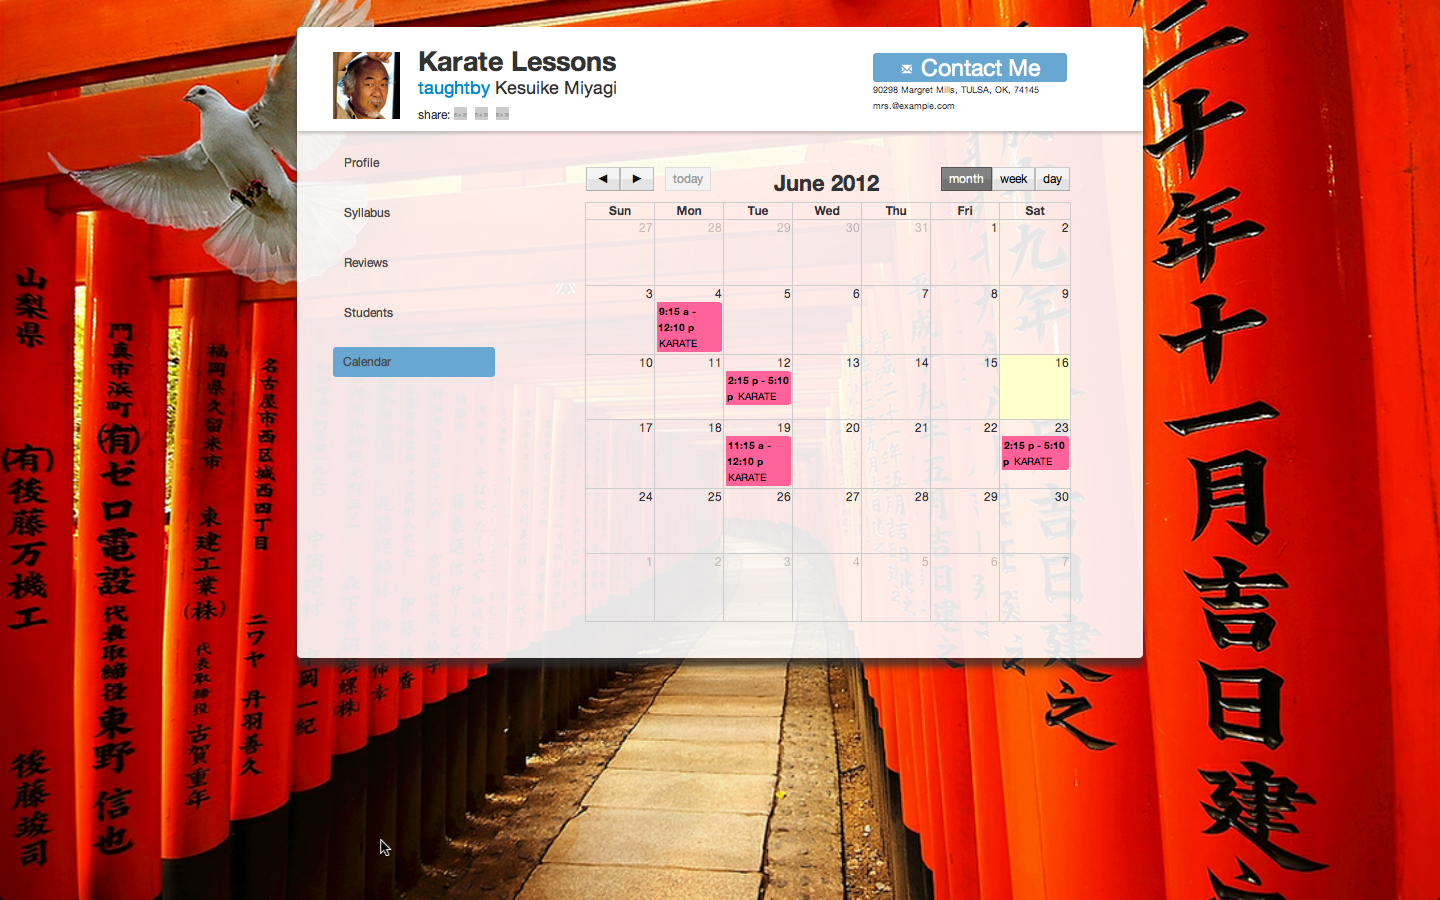 Karate Lessons
taughtby Kesuike Miyagi
share:
Contact Me
90298 Margret Mills, TULSA, OK, 74145
mrs.@example.com
Profile
Syllabus
Reviews
Students
Calendar
◄ ► today
June 2012
month week day
Sun Mon Tue Wed Thu Fri Sat
27 28 29 30 31 1 2
3 4 5 6 7 8 9
9:15 a -
12:10 p
KARATE
10 11 12 13 14 15 16
2:15 p - 5:10
p KARATE
17 18 19 20 21 22 23
11:15 a -
12:10 p
KARATE
2:15 p - 5:10
p KARATE
24 25 26 27 28 29 30
1 2 3 4 5 6 7
山梨県
(有)後藤万機工
後藤竣司
門真市浜町(有)ゼロ電設
代表取締役東野信也
福岡県久留米市
東建工業(株)
代表取締役古賀重年
名古屋市西区城西四丁目
ニワヤ 丹羽善久
二十年十一月吉日建